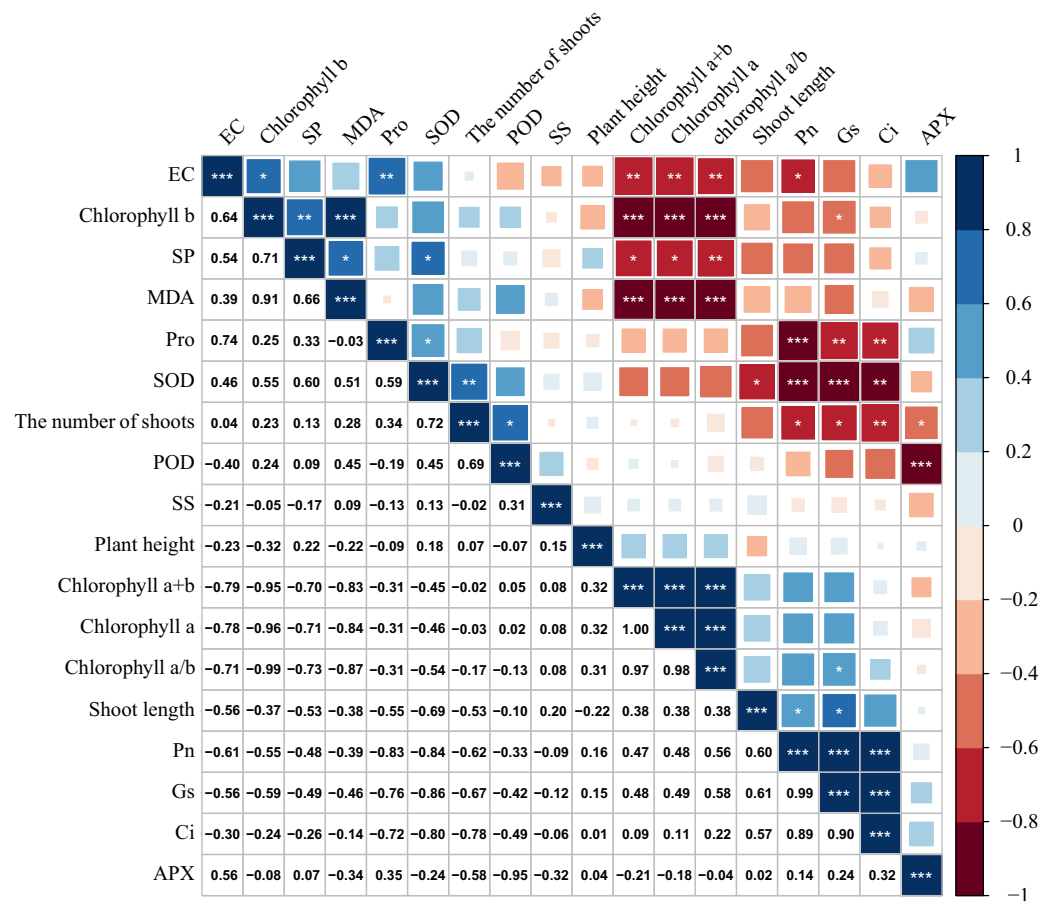 EC
Chlorophyll b
SP
MDA
Pro
SOD
The number of shoots
POD
SS
Plant height
Chlorophyll a+b
Chlorophyll a
chlorophyll a/b
Shoot length
Pn
Gs
Ci
APX
EC *** * ** ** ** ** *
Chlorophyll b 0.64 *** ** *** *** *** *** *
SP 0.54 0.71 *** * * * * **
MDA 0.39 0.91 0.66 *** *** *** ***
Pro 0.74 0.25 0.33 −0.03 *** * *** ** **
SOD 0.46 0.55 0.60 0.51 0.59 *** ** * *** *** **
The number of shoots 0.04 0.23 0.13 0.28 0.34 0.72 *** * * * ** *
POD −0.40 0.24 0.09 0.45 −0.19 0.45 0.69 *** ***
SS −0.21 −0.05 −0.17 0.09 −0.13 0.13 −0.02 0.31 ***
Plant height −0.23 −0.32 0.22 −0.22 −0.09 0.18 0.07 −0.07 0.15 ***
Chlorophyll a+b −0.79 −0.95 −0.70 −0.83 −0.31 −0.45 −0.02 0.05 0.08 0.32 *** *** ***
Chlorophyll a −0.78 −0.96 −0.71 −0.84 −0.31 −0.46 −0.03 0.02 0.08 0.32 1.00 *** ***
Chlorophyll a/b −0.71 −0.99 −0.73 −0.87 −0.31 −0.54 −0.17 −0.13 0.08 0.31 0.97 0.98 *** *
Shoot length −0.56 −0.37 −0.53 −0.38 −0.55 −0.69 −0.53 −0.10 0.20 −0.22 0.38 0.38 0.38 *** * *
Pn −0.61 −0.55 −0.48 −0.39 −0.83 −0.84 −0.62 −0.33 −0.09 0.16 0.47 0.48 0.56 0.60 *** *** ***
Gs −0.56 −0.59 −0.49 −0.46 −0.76 −0.86 −0.67 −0.42 −0.12 0.15 0.48 0.49 0.58 0.61 0.99 *** ***
Ci −0.30 −0.24 −0.26 −0.14 −0.72 −0.80 −0.78 −0.49 −0.06 0.01 0.09 0.11 0.22 0.57 0.89 0.90 ***
APX 0.56 −0.08 0.07 −0.34 0.35 −0.24 −0.58 −0.95 −0.32 0.04 −0.21 −0.18 −0.04 0.02 0.14 0.24 0.32 ***
1
0.8
0.6
0.4
0.2
0
−0.2
−0.4
−0.6
−0.8
−1